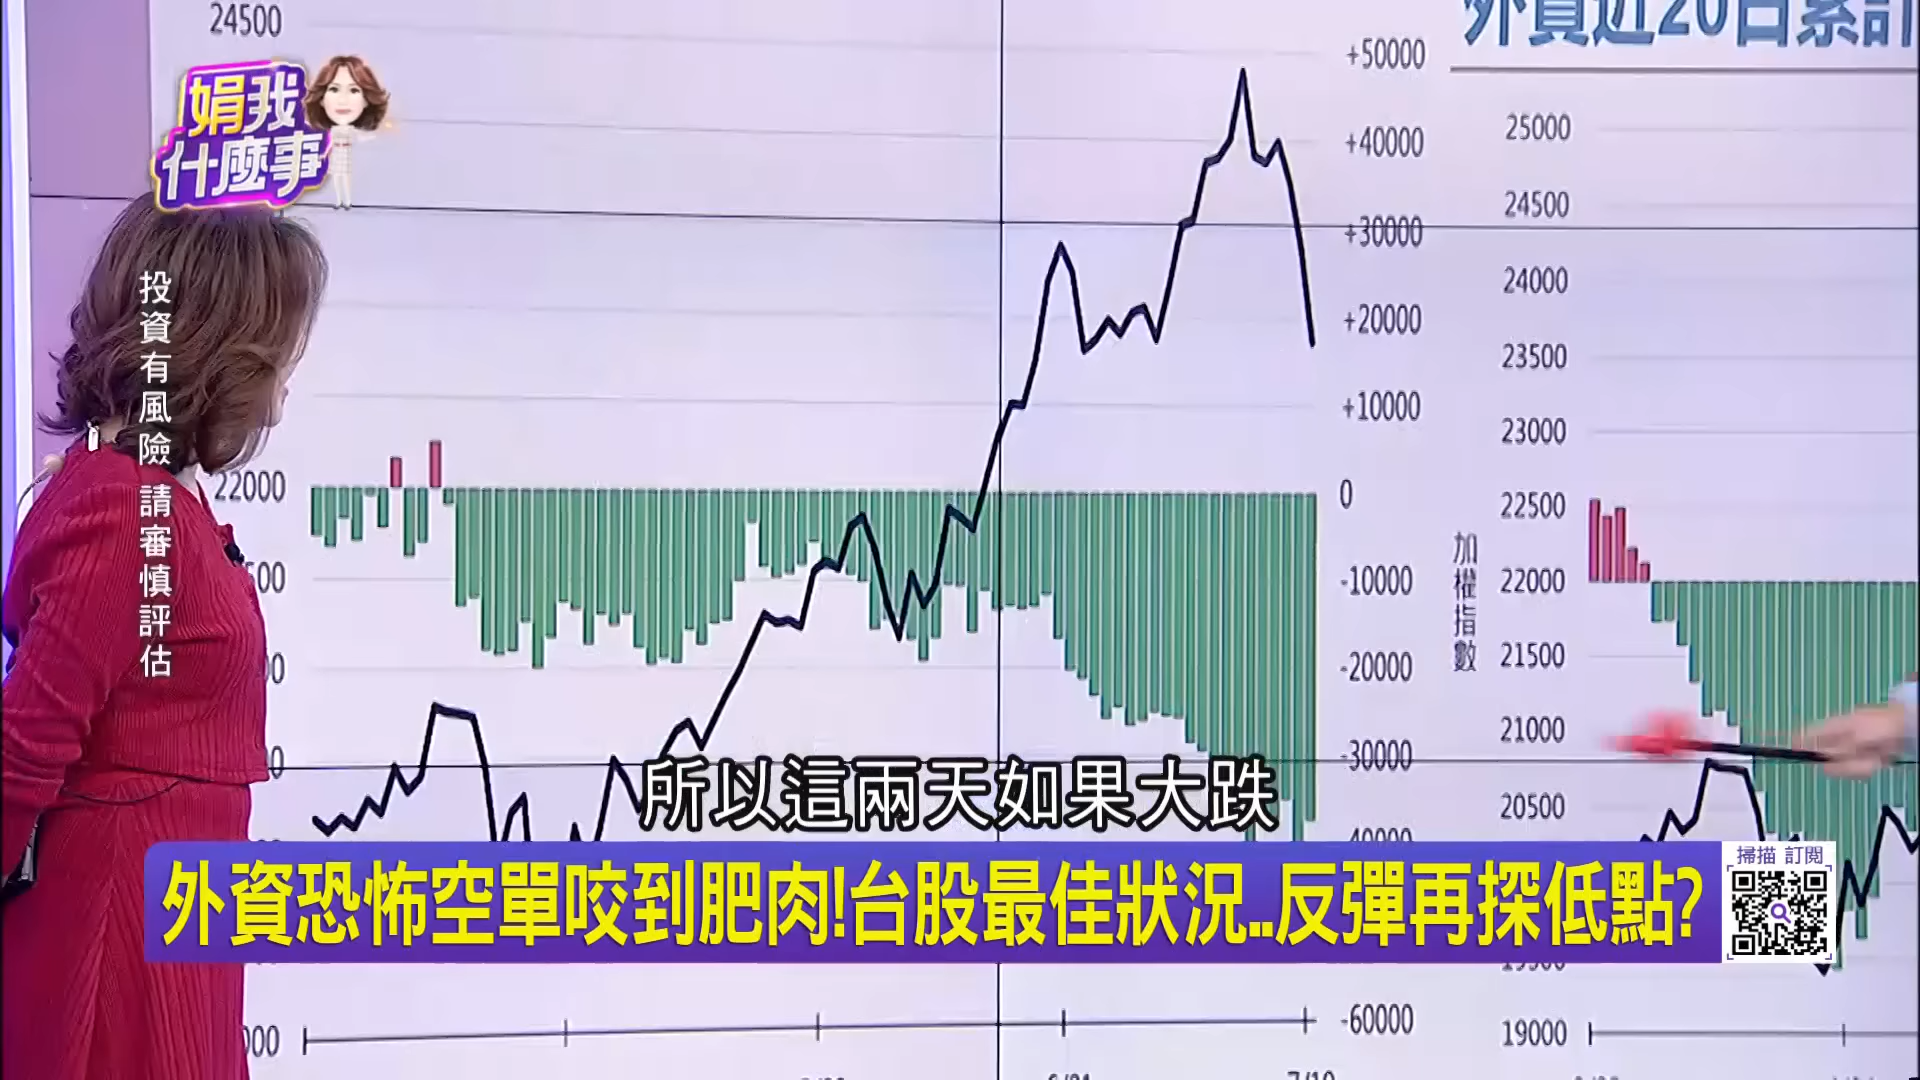 娟我
什麼事
投資有風險 請審慎評估
24500
22000
+50000
+40000
+30000
+20000
+10000
0
-10000
-20000
-30000
-60000
外資近20日累計
加權指數
25000
24500
24000
23500
23000
22500
22000
21500
21000
20500
19000
所以這兩天如果大跌
外資恐怖空單咬到肥肉!台股最佳狀況..反彈再探低點?
掃描 訂閱